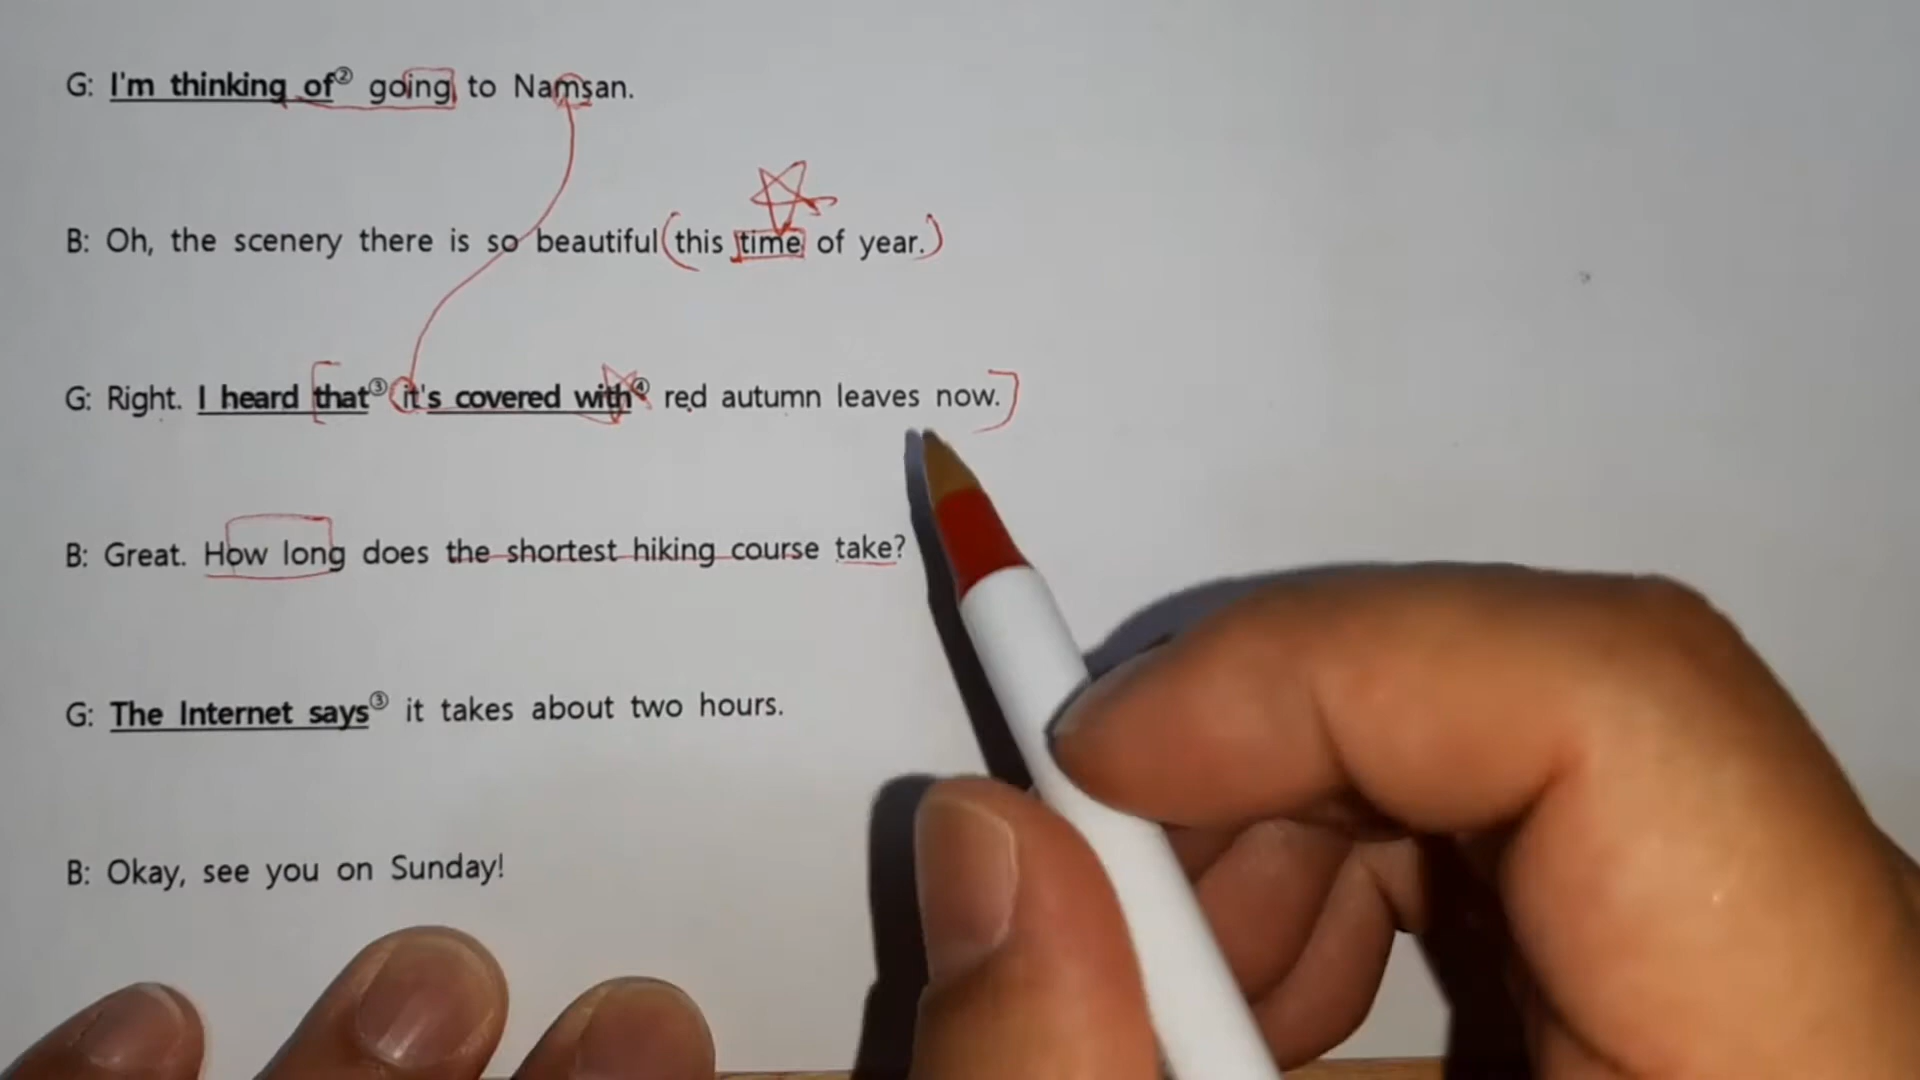 G: I'm thinking of② going to Namsan.
B: Oh, the scenery there is so beautiful (this time of year.)
G: Right. I heard [that③ it's covered with④ red autumn leaves now.]
B: Great. How long does the shortest hiking course take?
G: The Internet says③ it takes about two hours.
B: Okay, see you on Sunday!